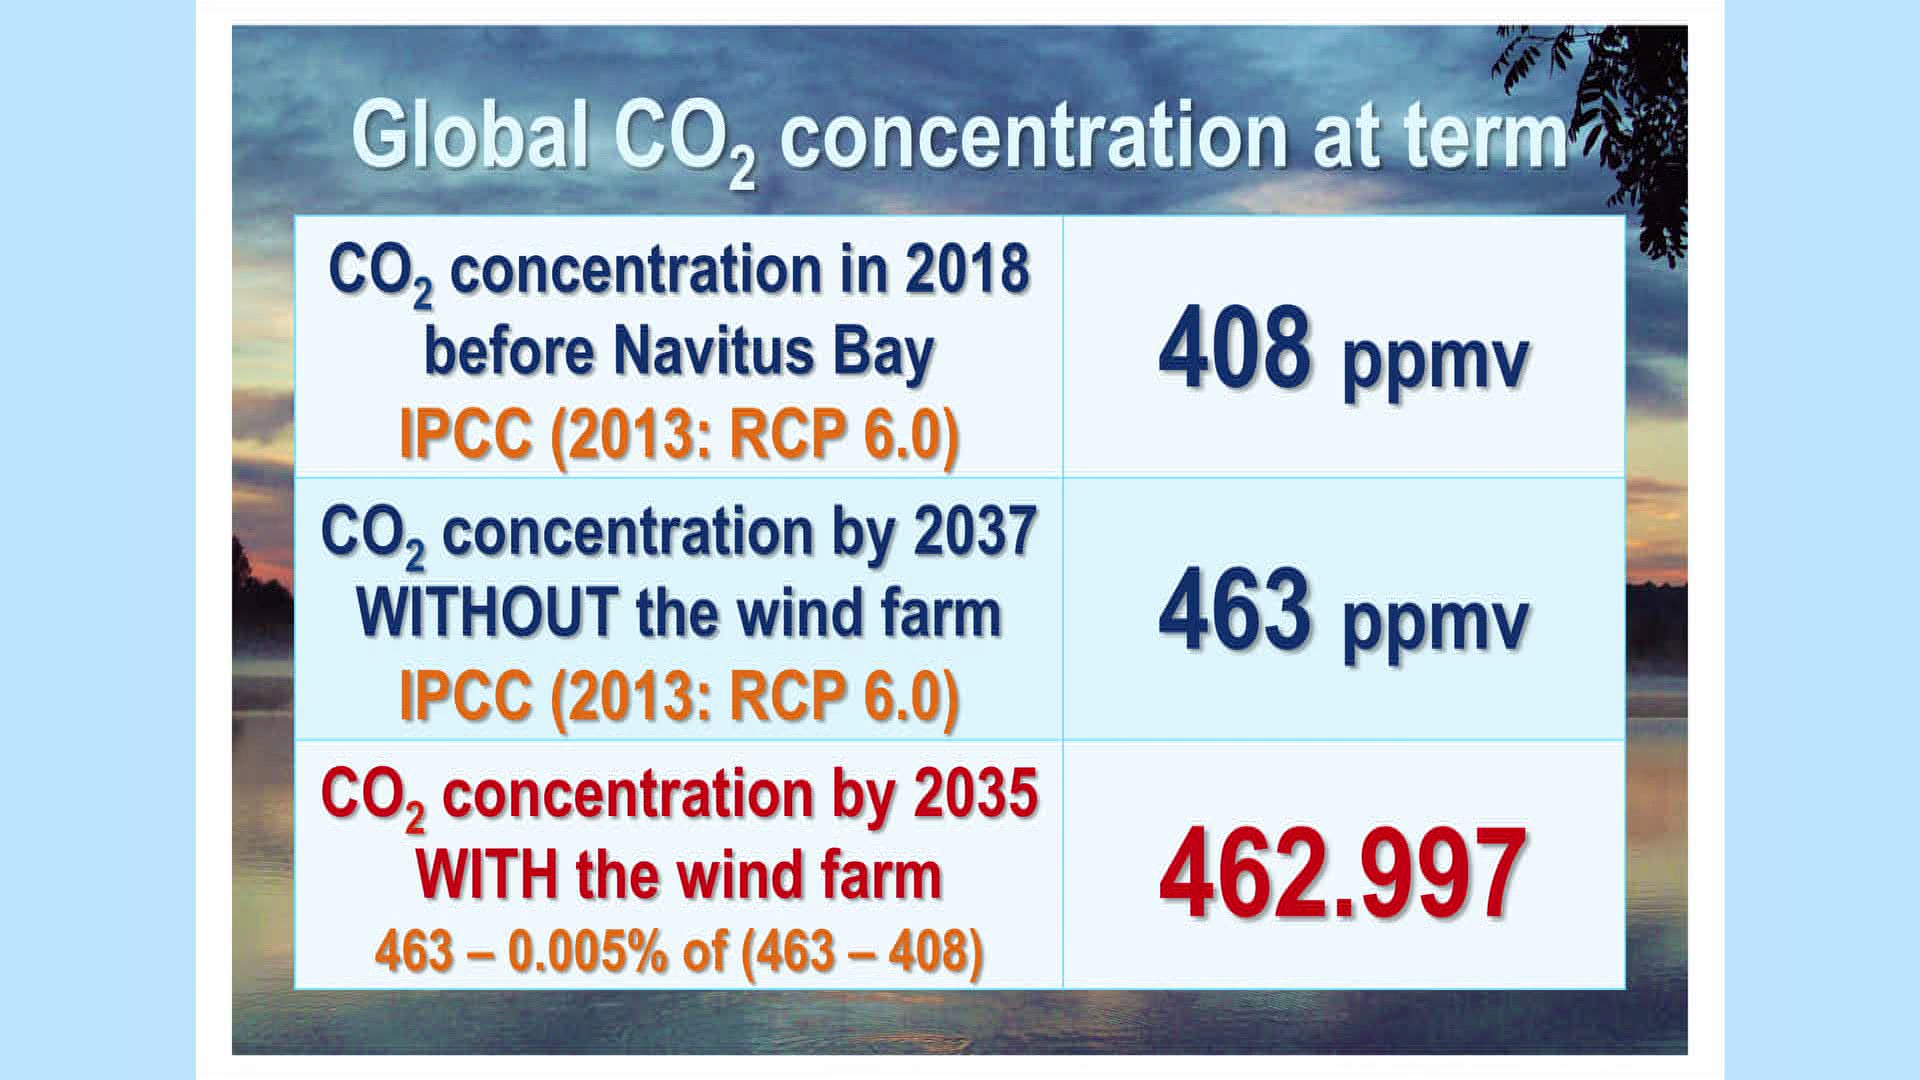 Global CO₂ concentration at term
CO₂ concentration in 2018
before Navitus Bay
IPCC (2013: RCP 6.0)
408 ppmv
CO₂ concentration by 2037
WITHOUT the wind farm
IPCC (2013: RCP 6.0)
463 ppmv
CO₂ concentration by 2035
WITH the wind farm
463 – 0.005% of (463 – 408)
462.997